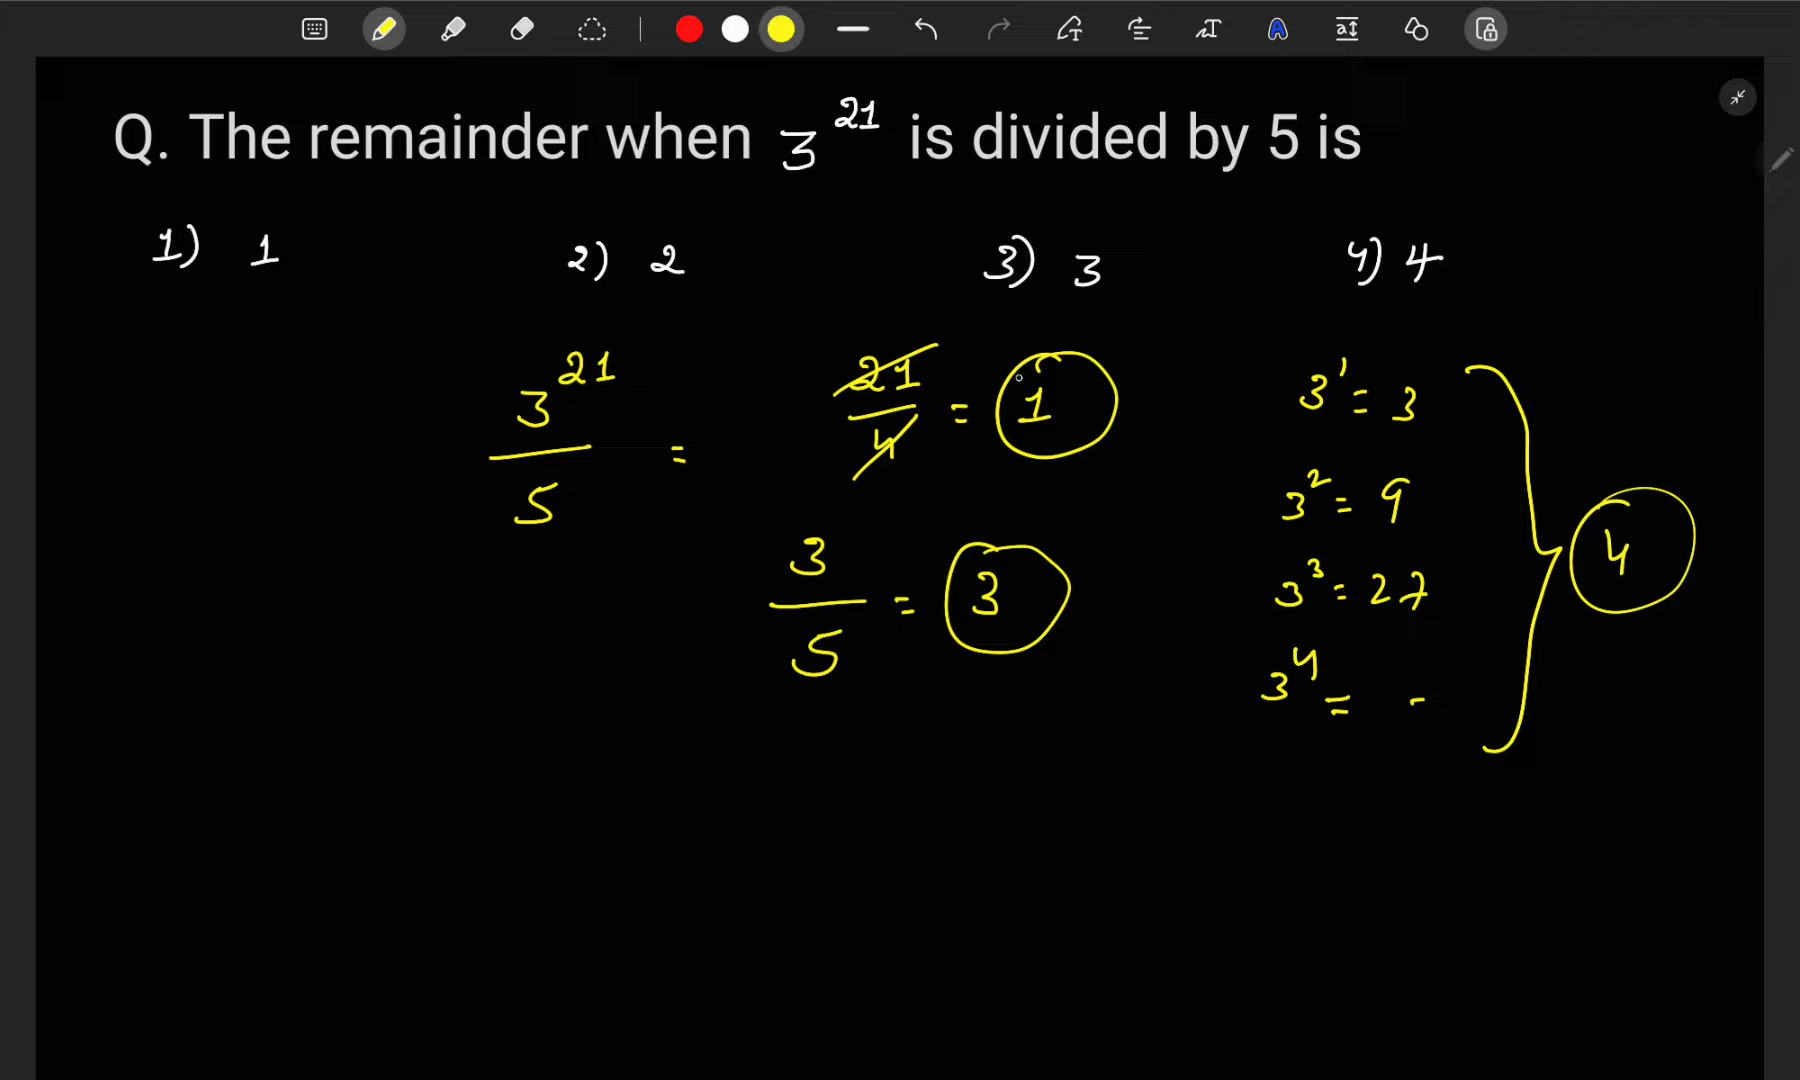 Q. The remainder when 3^21 is divided by 5 is
1) 1 2) 2 3) 3 4) 4
3^21 / 5 =
21 / 4 = 1
3 / 5 = 3
3^1 = 3
3^2 = 9
3^3 = 27
3^4 = -
4